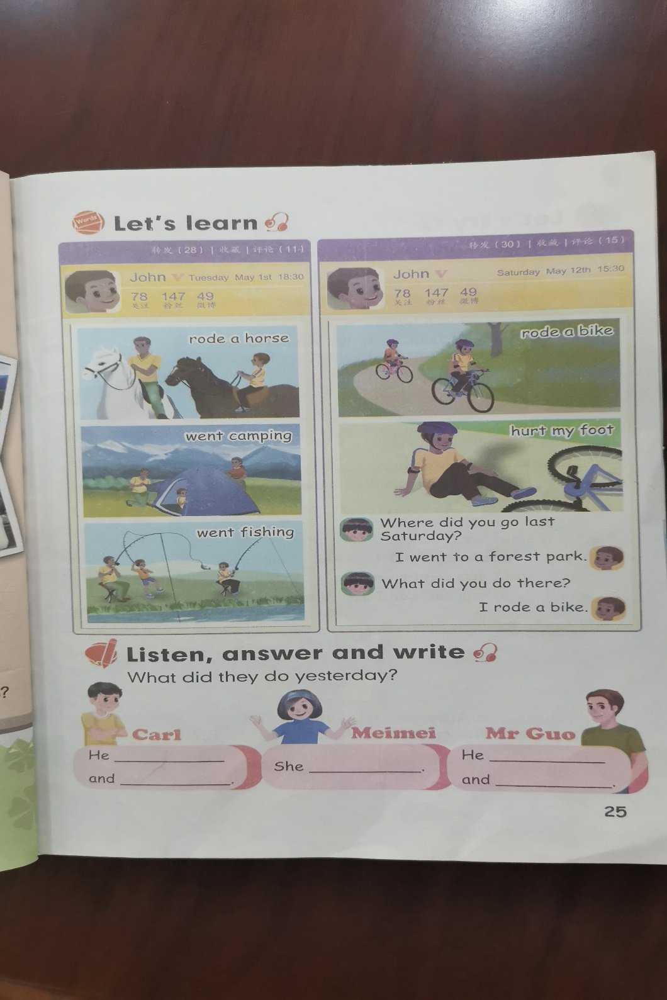 Words
Let's learn
转发(28) | 收藏 | 评论(11)
John V Tuesday May 1st 18:30
78 147 49
关注 粉丝 微博
rode a horse
went camping
went fishing
转发(30) | 收藏 | 评论(15)
John V Saturday May 12th 15:30
78 147 49
关注 粉丝 微博
rode a bike
hurt my foot
Where did you go last
Saturday?
I went to a forest park.
What did you do there?
I rode a bike.
Listen, answer and write
What did they do yesterday?
Carl
He ____________
and ____________.
Meimei
She ____________.
Mr Guo
He ____________
and ____________.
25
?